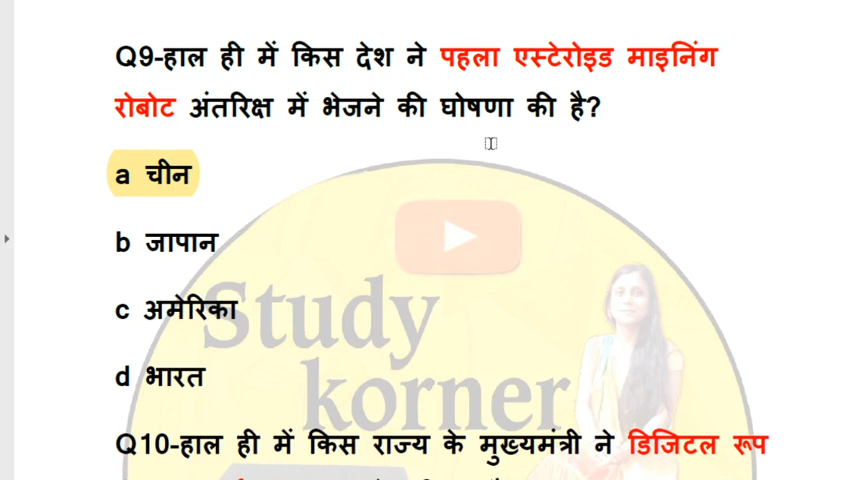 Q9-हाल ही में किस देश ने पहला एस्टेरोइड माइनिंग
रोबोट अंतरिक्ष में भेजने की घोषणा की है?
a चीन
b जापान
c अमेरिका
d भारत
Study
korner
Q10-हाल ही में किस राज्य के मुख्यमंत्री ने डिजिटल रूप